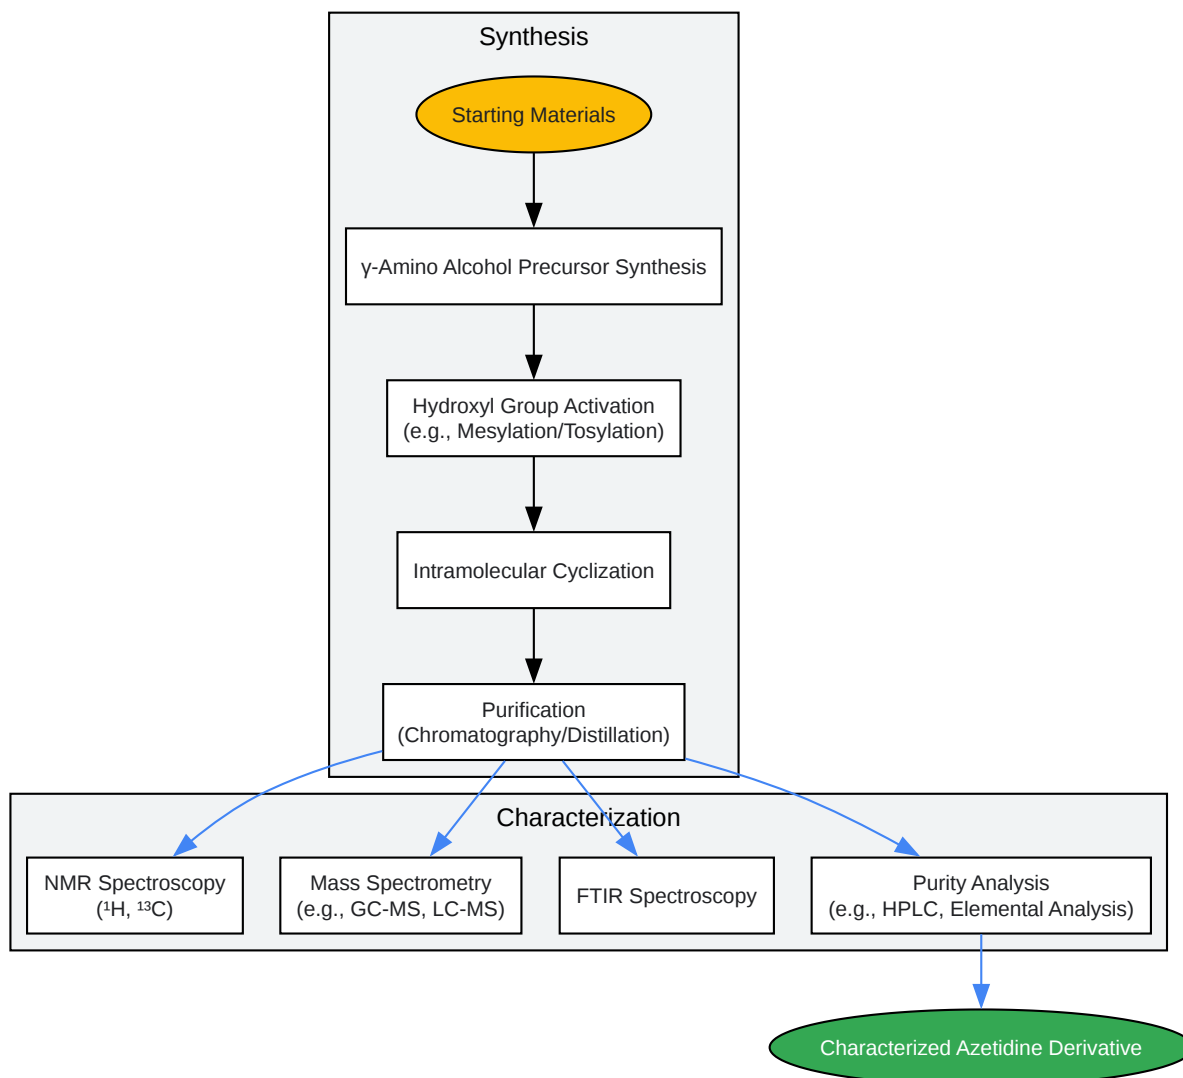 Synthesis
Starting Materials
γ-Amino Alcohol Precursor Synthesis
Hydroxyl Group Activation
(e.g., Mesylation/Tosylation)
Intramolecular Cyclization
Purification
(Chromatography/Distillation)
Characterization
NMR Spectroscopy
(¹H, ¹³C)
Mass Spectrometry
(e.g., GC-MS, LC-MS)
FTIR Spectroscopy
Purity Analysis
(e.g., HPLC, Elemental Analysis)
Characterized Azetidine Derivative